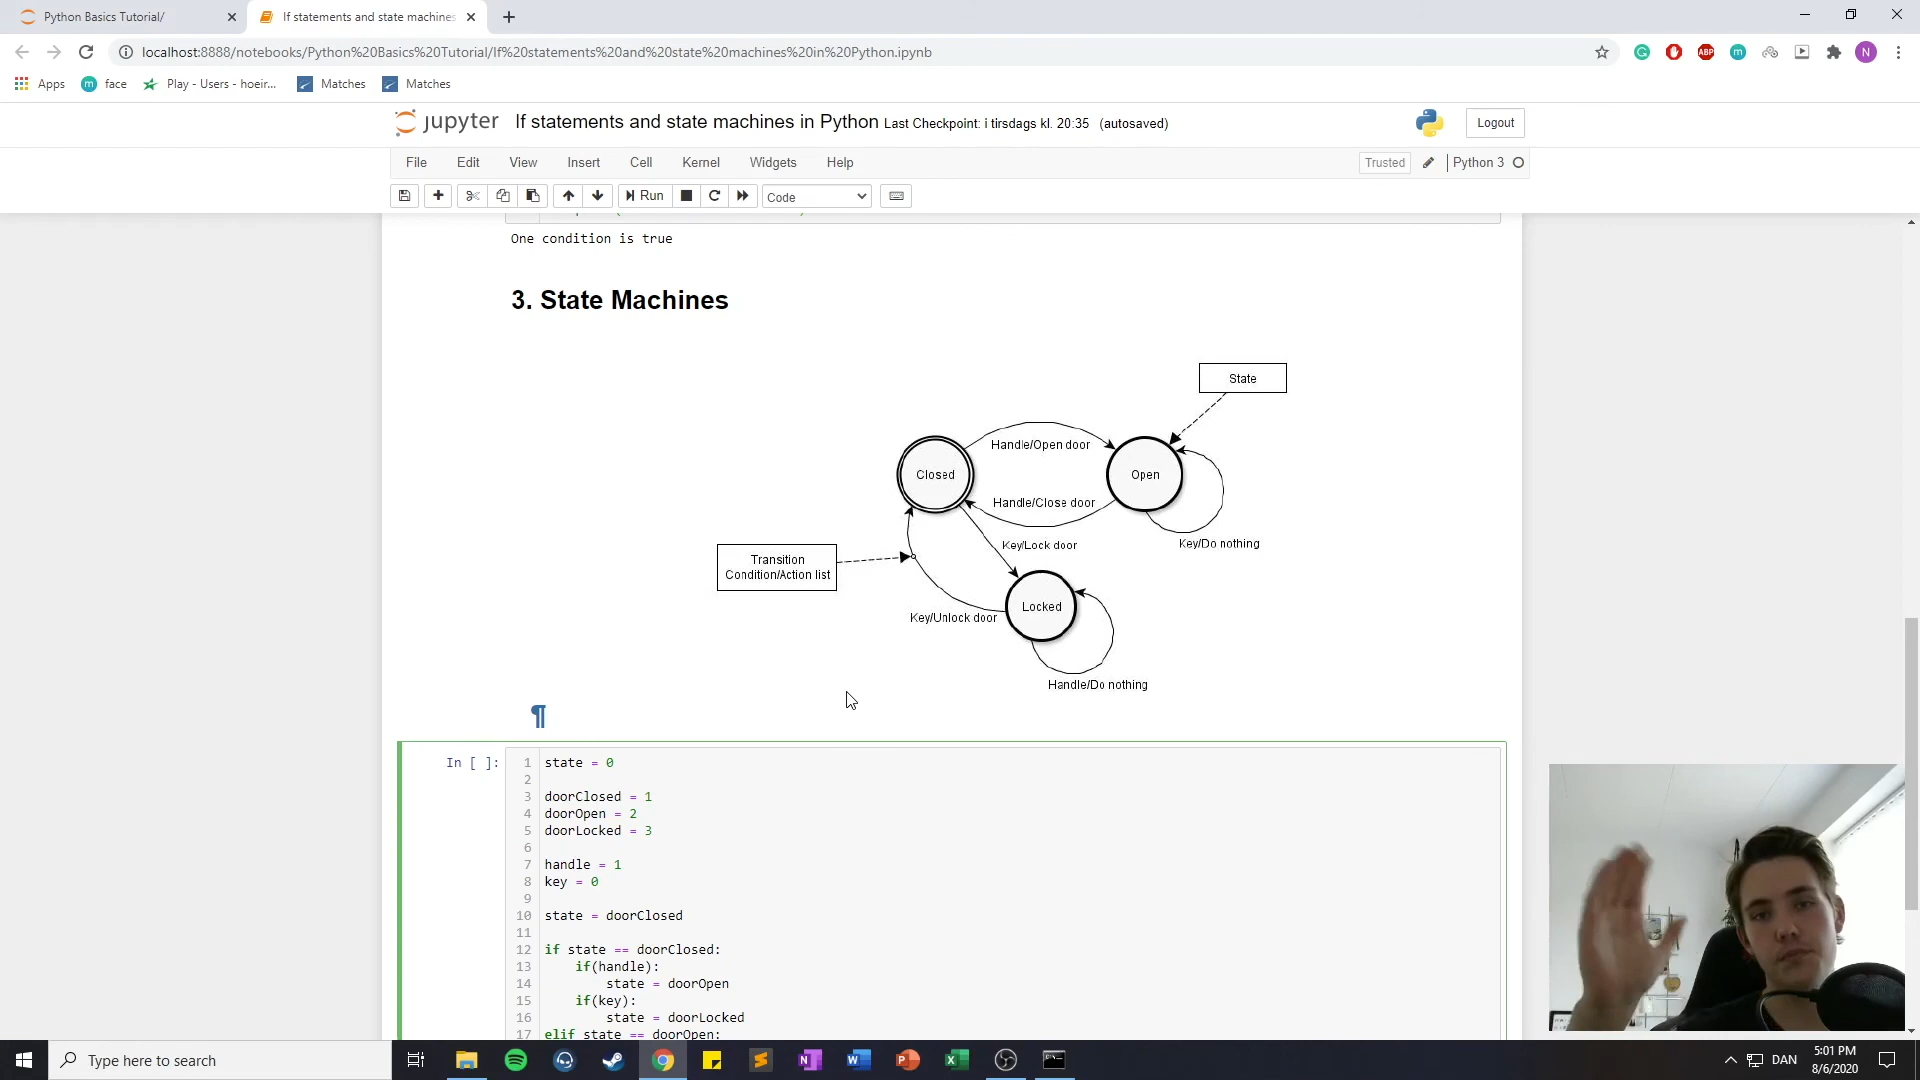 Python Basics Tutorial/
If statements and state machines
localhost:8888/notebooks/Python%20Basics%20Tutorial/If%20statements%20and%20state%20machines%20in%20Python.ipynb
ABP
m
N
Apps
m face
Play - Users - hoeir...
Matches
Matches
jupyter If statements and state machines in Python Last Checkpoint: i tirsdags kl. 20:35 (autosaved)
Logout
File Edit View Insert Cell Kernel Widgets Help
Trusted
Python 3
Run
Code
One condition is true
3. State Machines
State
Handle/Open door
Closed
Open
Handle/Close door
Key/Lock door
Key/Do nothing
Transition
Condition/Action list
Locked
Key/Unlock door
Handle/Do nothing
¶
In [ ]:
1 state = 0
2
3 doorClosed = 1
4 doorOpen = 2
5 doorLocked = 3
6
7 handle = 1
8 key = 0
9
10 state = doorClosed
11
12 if state == doorClosed:
13 if(handle):
14 state = doorOpen
15 if(key):
16 state = doorLocked
17 elif state == doorOpen:
Type here to search
DAN
5:01 PM
8/6/2020